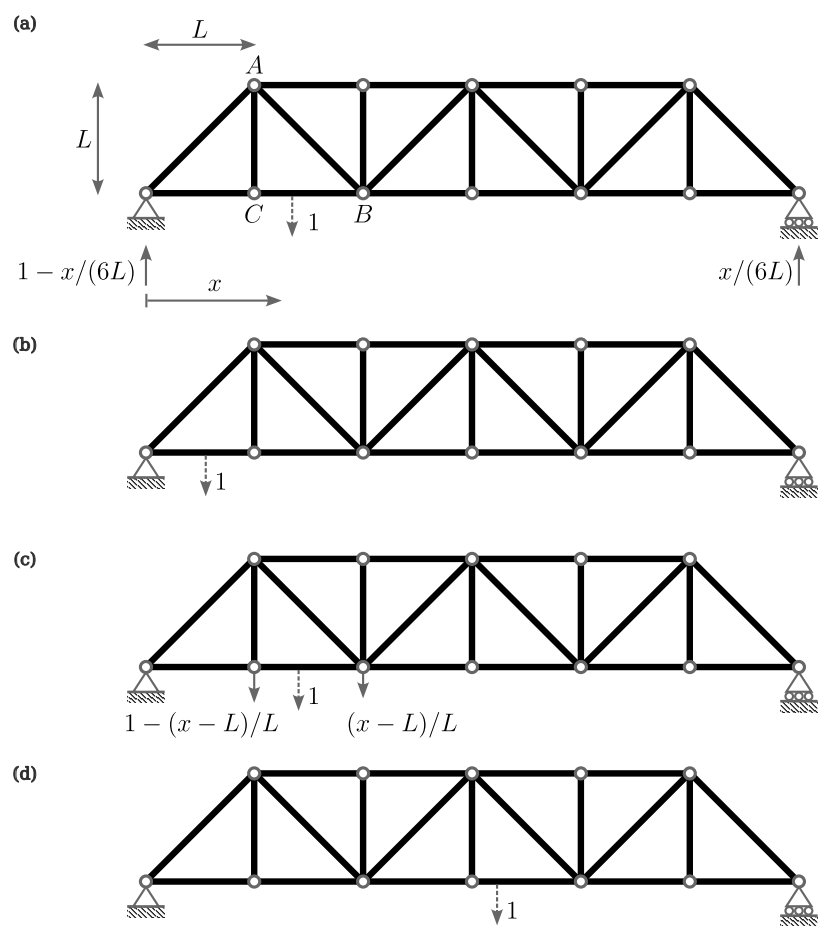 (a)
L
A
L
C
1
B
1 − x/(6L)
x/(6L)
x
(b)
1
(c)
1
1 − (x − L)/L
(x − L)/L
(d)
1